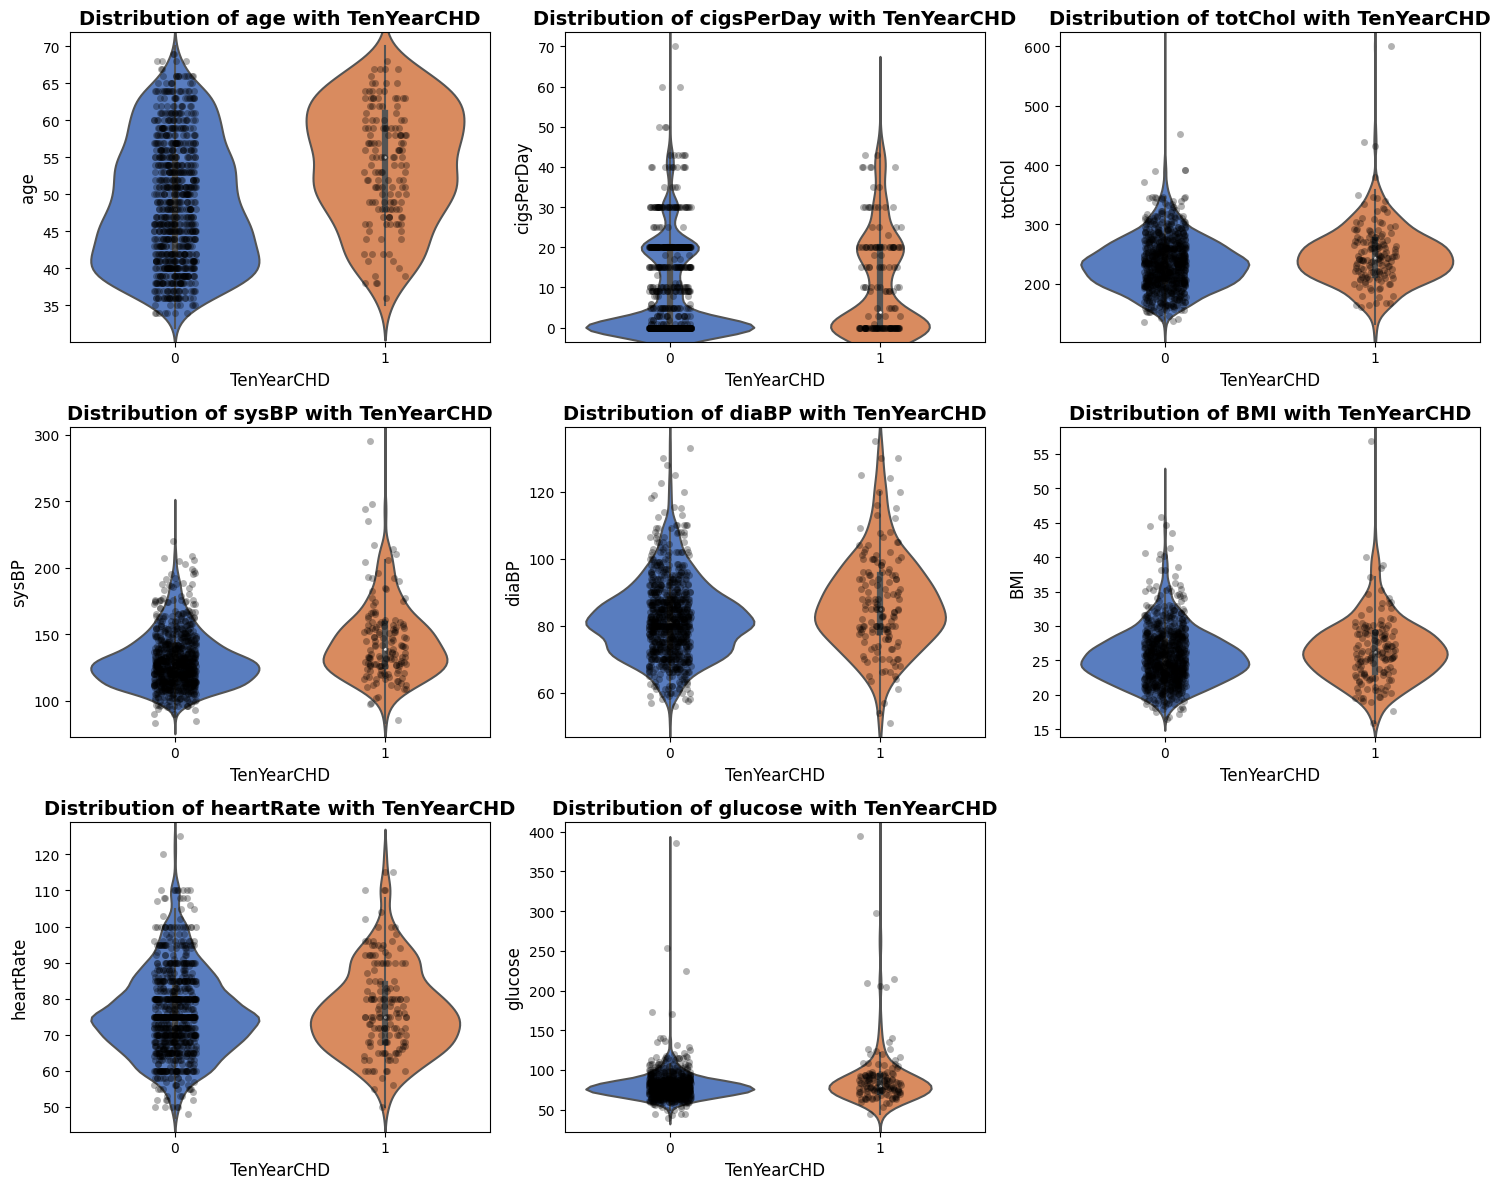 Distribution of age with TenYearCHD
age
70
65
60
55
50
45
40
35
0
1
TenYearCHD
Distribution of cigsPerDay with TenYearCHD
cigsPerDay
70
60
50
40
30
20
10
0
0
1
TenYearCHD
Distribution of totChol with TenYearCHD
totChol
600
500
400
300
200
0
1
TenYearCHD
Distribution of sysBP with TenYearCHD
sysBP
300
250
200
150
100
0
1
TenYearCHD
Distribution of diaBP with TenYearCHD
diaBP
120
100
80
60
0
1
TenYearCHD
Distribution of BMI with TenYearCHD
BMI
55
50
45
40
35
30
25
20
15
0
1
TenYearCHD
Distribution of heartRate with TenYearCHD
heartRate
120
110
100
90
80
70
60
50
0
1
TenYearCHD
Distribution of glucose with TenYearCHD
glucose
400
350
300
250
200
150
100
50
0
1
TenYearCHD